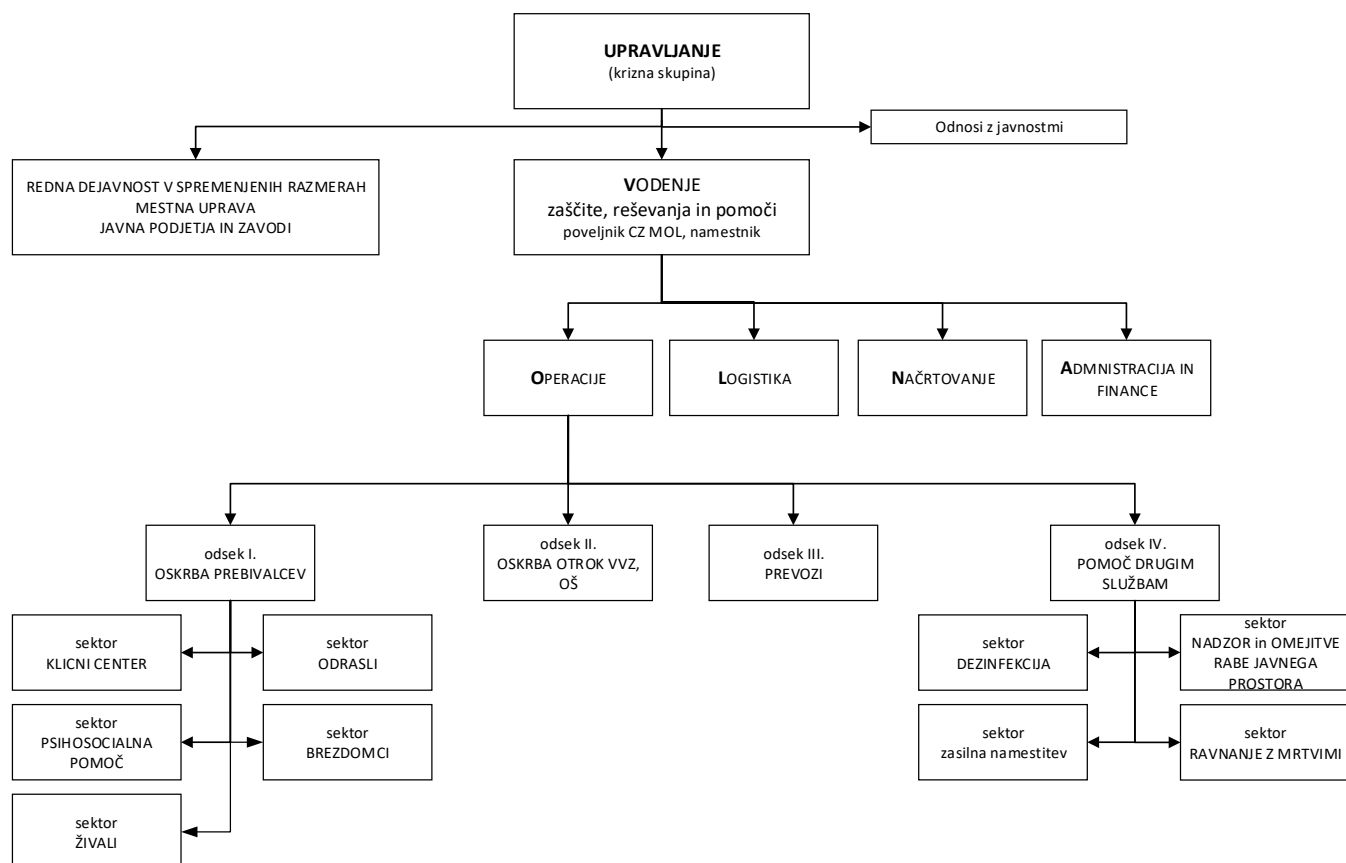 UPRAVLJANJE
(krizna skupina)
Odnosi z javnostmi
REDNA DEJAVNOST V SPREMENJENIH RAZMERAH
MESTNA UPRAVA
JAVNA PODJETJA IN ZAVODI
VODENJE
zaščite, reševanja in pomoči
poveljnik CZ MOL, namestnik
OPERACIJE
LOGISTIKA
NAČRTOVANJE
ADMNISTRACIJA IN
FINANCE
odsek I.
OSKRBA PREBIVALCEV
odsek II.
OSKRBA OTROK VVZ,
OŠ
odsek III.
PREVOZI
odsek IV.
POMOČ DRUGIM
SLUŽBAM
sektor
KLICNI CENTER
sektor
ODRASLI
sektor
DEZINFEKCIJA
sektor
NADZOR in OMEJITVE
RABE JAVNEGA
PROSTORA
sektor
PSIHOSOCIALNA
POMOČ
sektor
BREZDOMCI
sektor
zasilna namestitev
sektor
RAVNANJE Z MRTVIMI
sektor
ŽIVALI